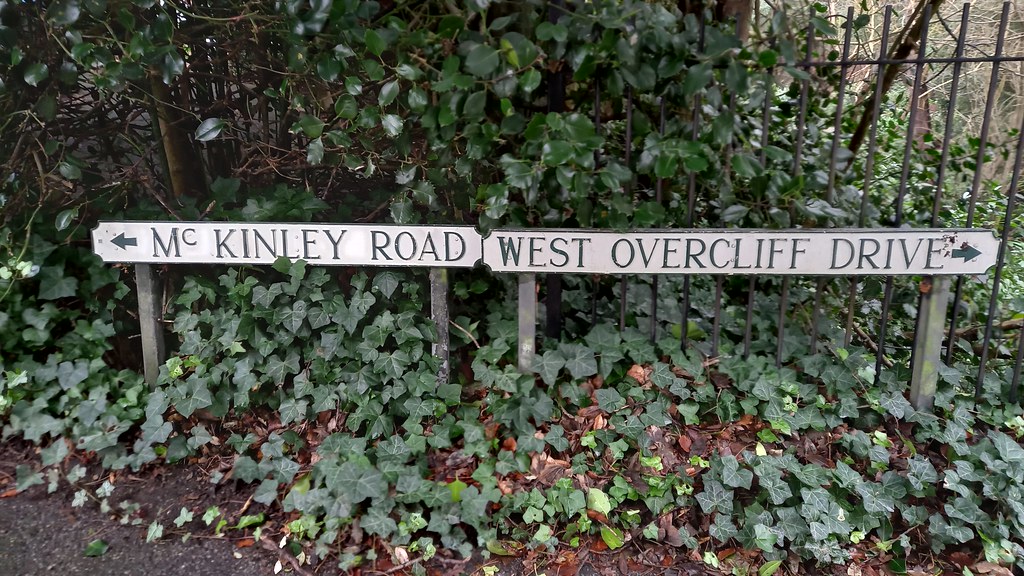 ← Mc KINLEY ROAD
WEST OVERCLIFF DRIVE →